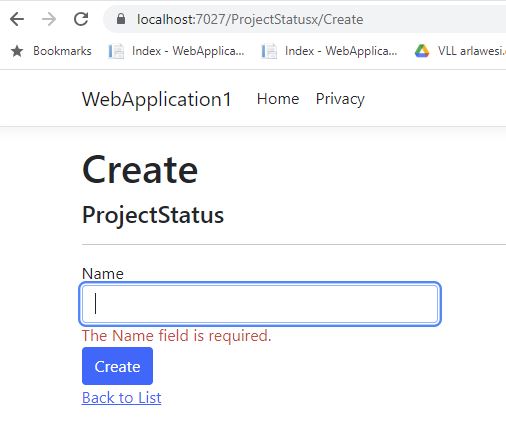 localhost:7027/ProjectStatusx/Create
Bookmarks Index - WebApplica... Index - WebApplica... VLL arlawesi.
WebApplication1 Home Privacy
Create
ProjectStatus
Name
The Name field is required.
Create
Back to List